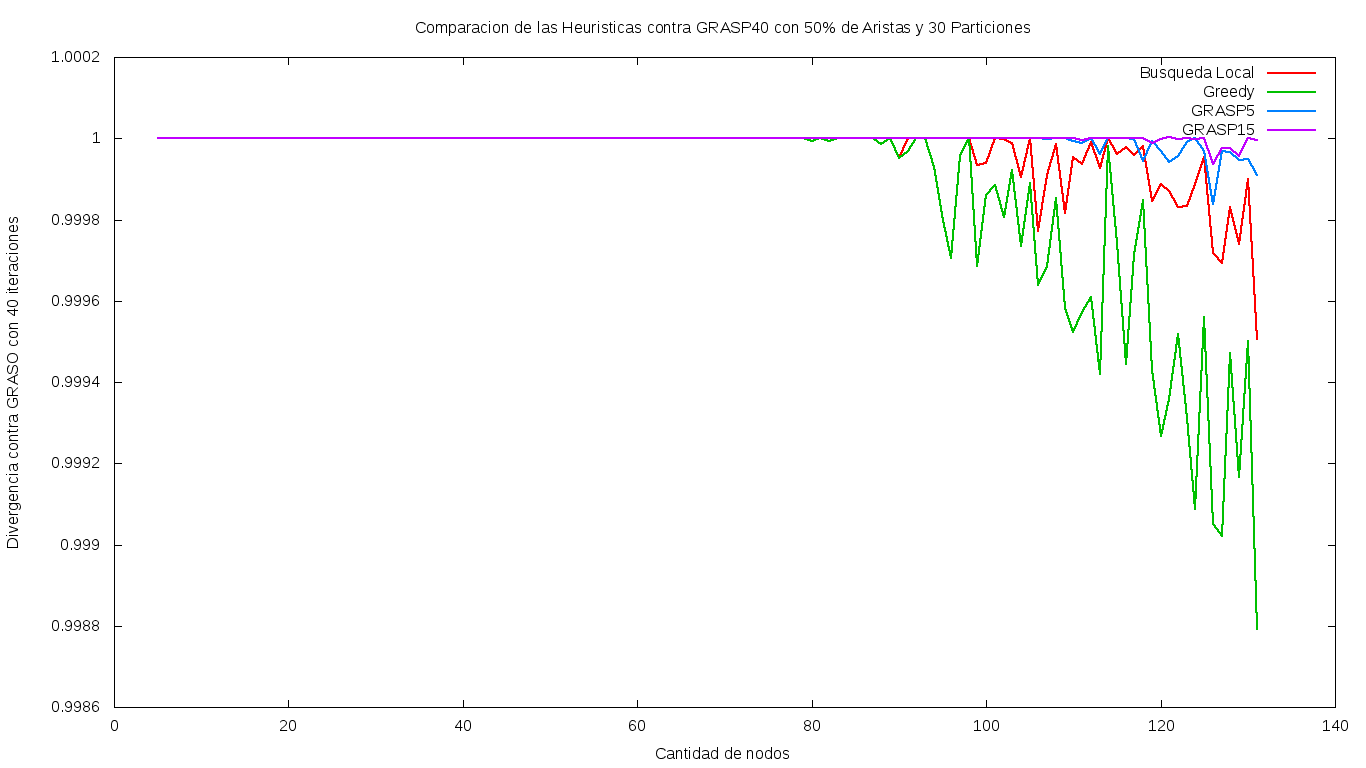 Comparacion de las Heuristicas contra GRASP40 con 50% de Aristas y 30 Particiones
Divergencia contra GRASO con 40 iteraciones
1.0002
1
0.9998
0.9996
0.9994
0.9992
0.999
0.9988
0.9986
Busqueda Local
Greedy
GRASP5
GRASP15
0
20
40
60
80
100
120
140
Cantidad de nodos